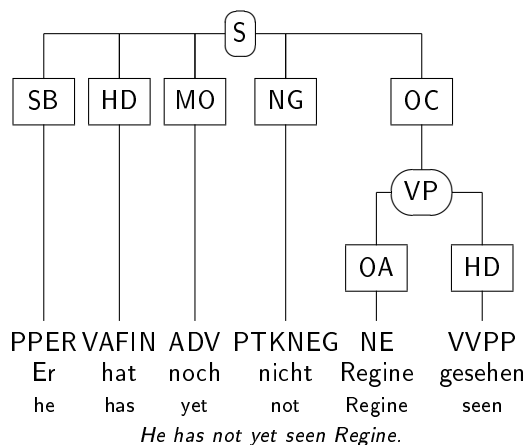 S
SB HD MO NG OC
VP
OA HD
PPER VAFIN ADV PTKNEG NE VVPP
Er hat noch nicht Regine gesehen
he has yet not Regine seen
He has not yet seen Regine.